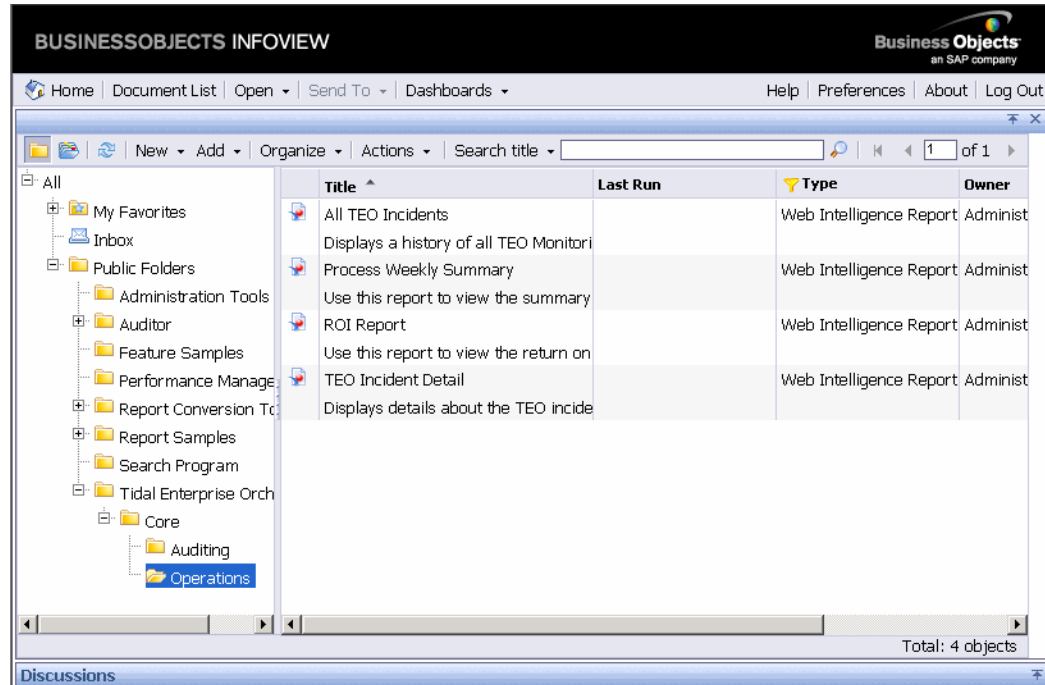 BUSINESSOBJECTS INFOVIEW
Business Objects
an SAP company
Home Document List Open Send To Dashboards Help Preferences About Log Out
New Add Organize Actions Search title 1 of 1
All
My Favorites
Inbox
Public Folders
Administration Tools
Auditor
Feature Samples
Performance Manage
Report Conversion To
Report Samples
Search Program
Tidal Enterprise Orch
Core
Auditing
Operations
Title Last Run Type Owner
All TEO Incidents Web Intelligence Report Administ
Displays a history of all TEO Monitori
Process Weekly Summary Web Intelligence Report Administ
Use this report to view the summary
ROI Report Web Intelligence Report Administ
Use this report to view the return on
TEO Incident Detail Web Intelligence Report Administ
Displays details about the TEO incide
Total: 4 objects
Discussions